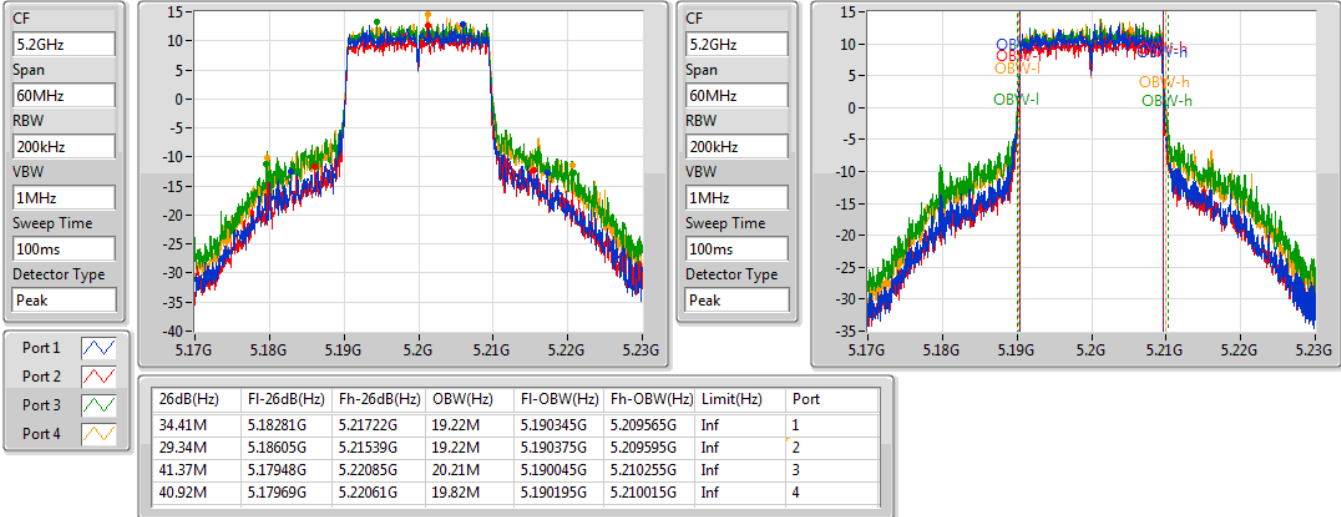 CF
5.2GHz
Span
60MHz
RBW
200kHz
VBW
1MHz
Sweep Time
100ms
Detector Type
Peak
15
10
5
0
-5
-10
-15
-20
-25
-30
-35
-40
5.17G 5.18G 5.19G 5.2G 5.21G 5.22G 5.23G
CF
5.2GHz
Span
60MHz
RBW
200kHz
VBW
1MHz
Sweep Time
100ms
Detector Type
Peak
15
10
5
0
-5
-10
-15
-20
-25
-30
-35
OBW-l
OBW-h
OBW-l
OBW-h
5.17G 5.18G 5.19G 5.2G 5.21G 5.22G 5.23G
Port 1
Port 2
Port 3
Port 4
26dB(Hz) Fl-26dB(Hz) Fh-26dB(Hz) OBW(Hz) Fl-OBW(Hz) Fh-OBW(Hz) Limit(Hz) Port
34.41M 5.18281G 5.21722G 19.22M 5.190345G 5.209565G Inf 1
29.34M 5.18605G 5.21539G 19.22M 5.190375G 5.209595G Inf 2
41.37M 5.17948G 5.22085G 20.21M 5.190045G 5.210255G Inf 3
40.92M 5.17969G 5.22061G 19.82M 5.190195G 5.210015G Inf 4